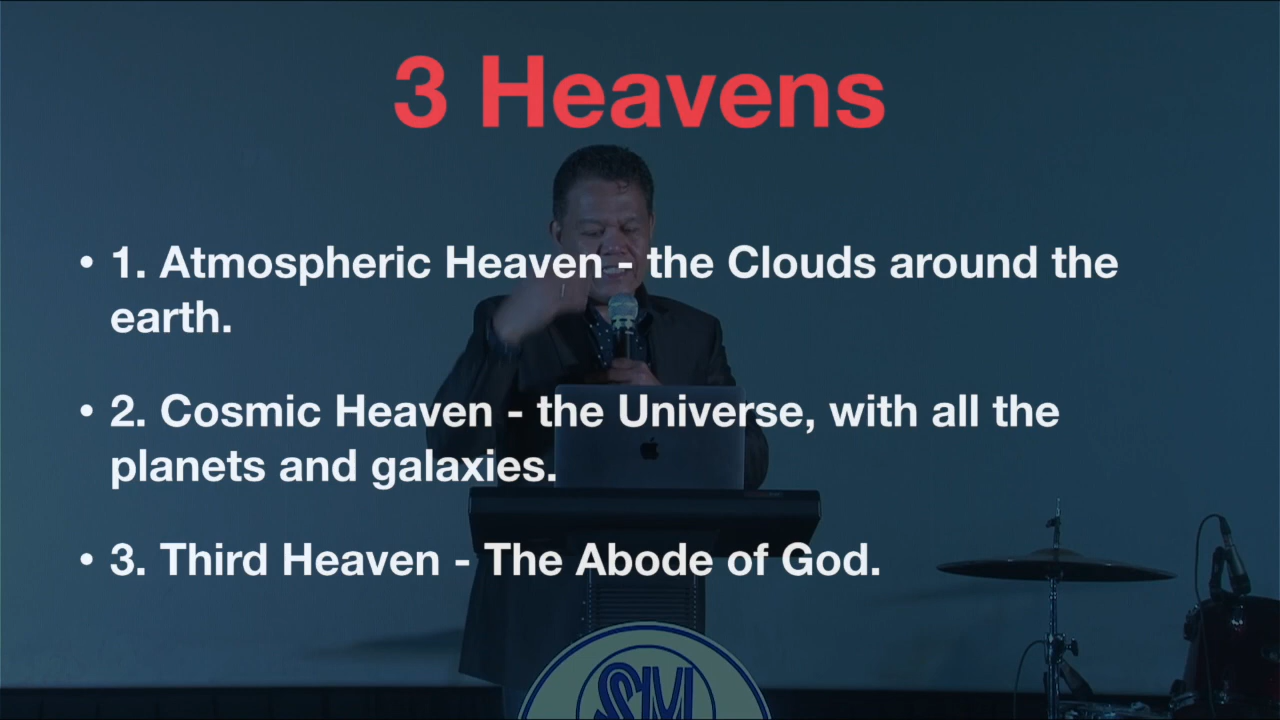 3 Heavens
• 1. Atmospheric Heaven - the Clouds around the
earth.
• 2. Cosmic Heaven - the Universe, with all the
planets and galaxies.
• 3. Third Heaven - The Abode of God.
SM